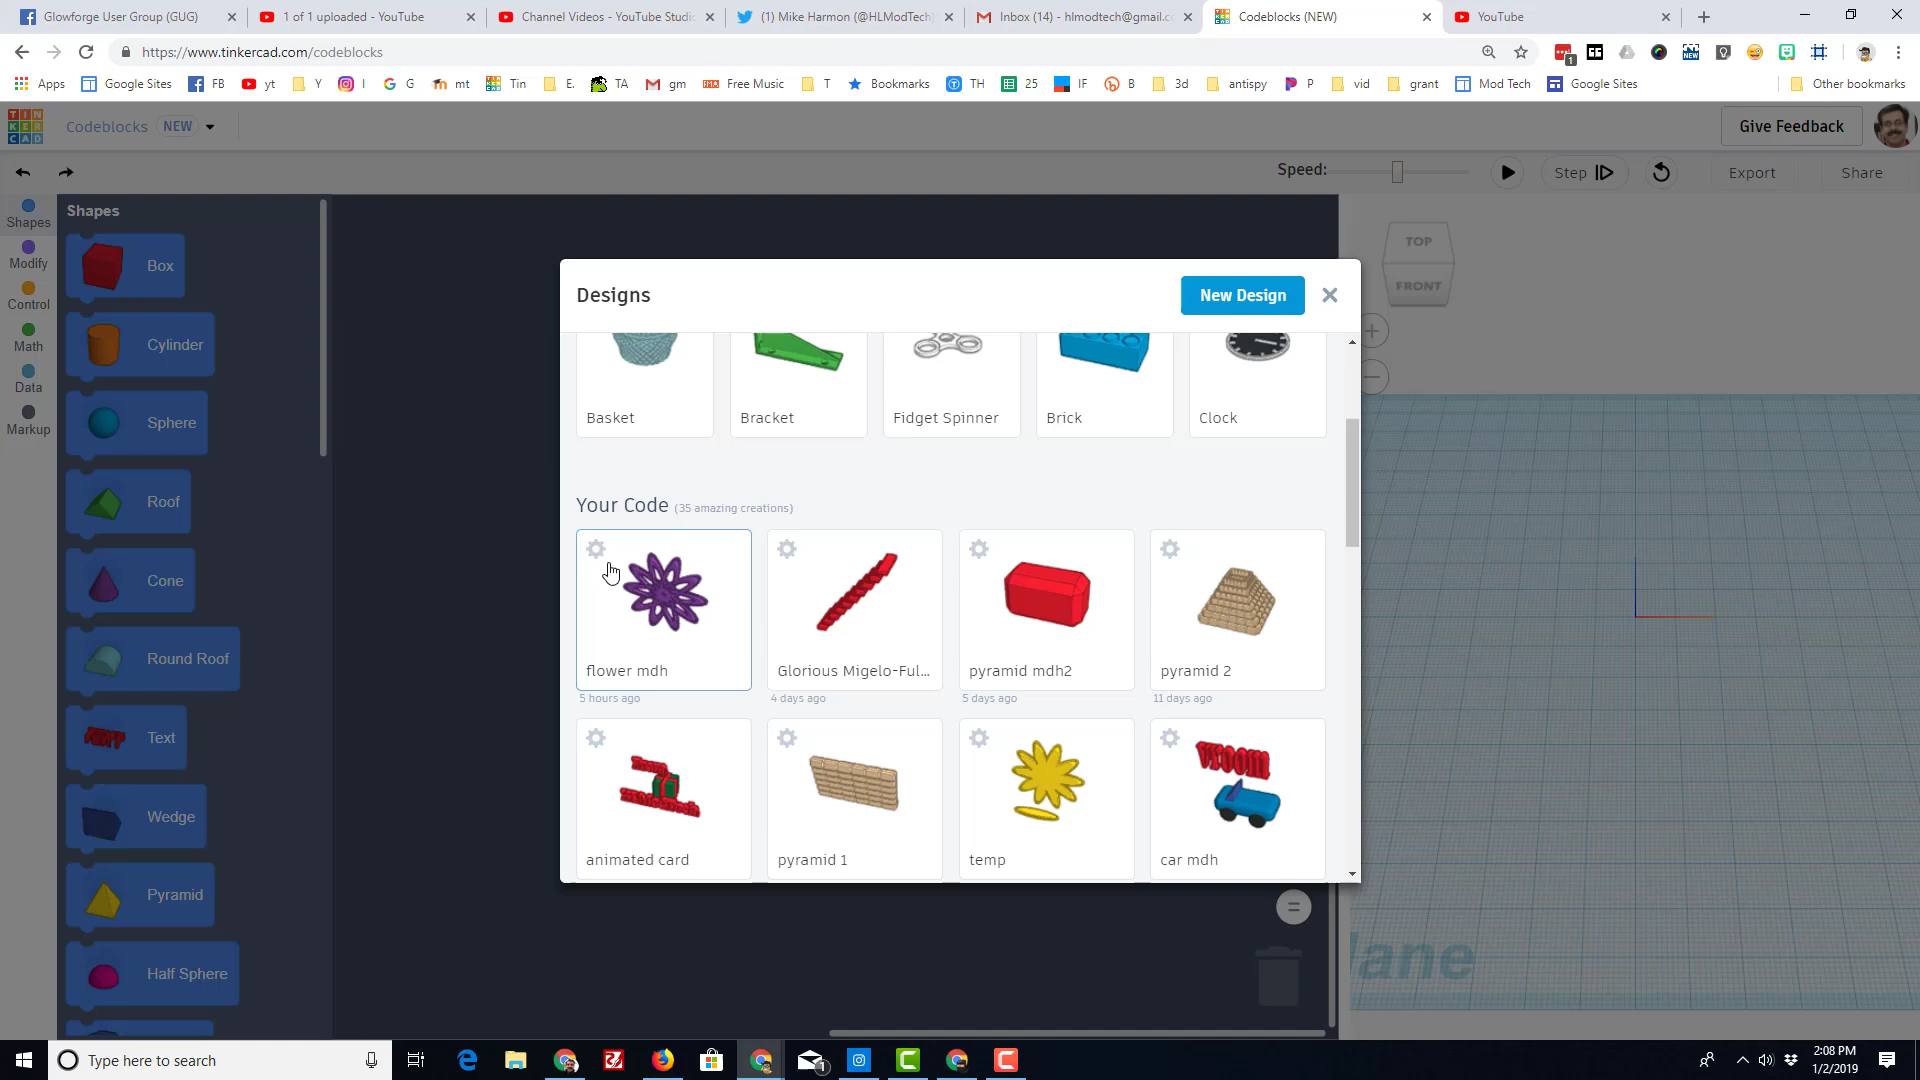 Glowforge User Group (GUG)
1 of 1 uploaded - YouTube
Channel Videos - YouTube Studio
(1) Mike Harmon (@HLModTech)
Inbox (14) - hlmodtech@gmail.c
Codeblocks (NEW)
YouTube
https://www.tinkercad.com/codeblocks
Apps
Google Sites
FB
yt
Y
I
G
mt
Tin
E.
TA
gm
Free Music
T
Bookmarks
TH
25
IF
B
3d
antispy
P
vid
grant
Mod Tech
Google Sites
Other bookmarks
TIN
KER
CAD
Codeblocks NEW
Give Feedback
Speed:
Step
Export
Share
Shapes
Modify
Control
Math
Data
Markup
Shapes
Box
Cylinder
Sphere
Roof
Cone
Round Roof
Text
Wedge
Pyramid
Half Sphere
TOP
FRONT
Designs
New Design
Basket
Bracket
Fidget Spinner
Brick
Clock
Your Code (35 amazing creations)
flower mdh
5 hours ago
Glorious Migelo-Ful...
4 days ago
pyramid mdh2
5 days ago
pyramid 2
11 days ago
animated card
pyramid 1
temp
vroom
car mdh
lane
Type here to search
2:08 PM
1/2/2019